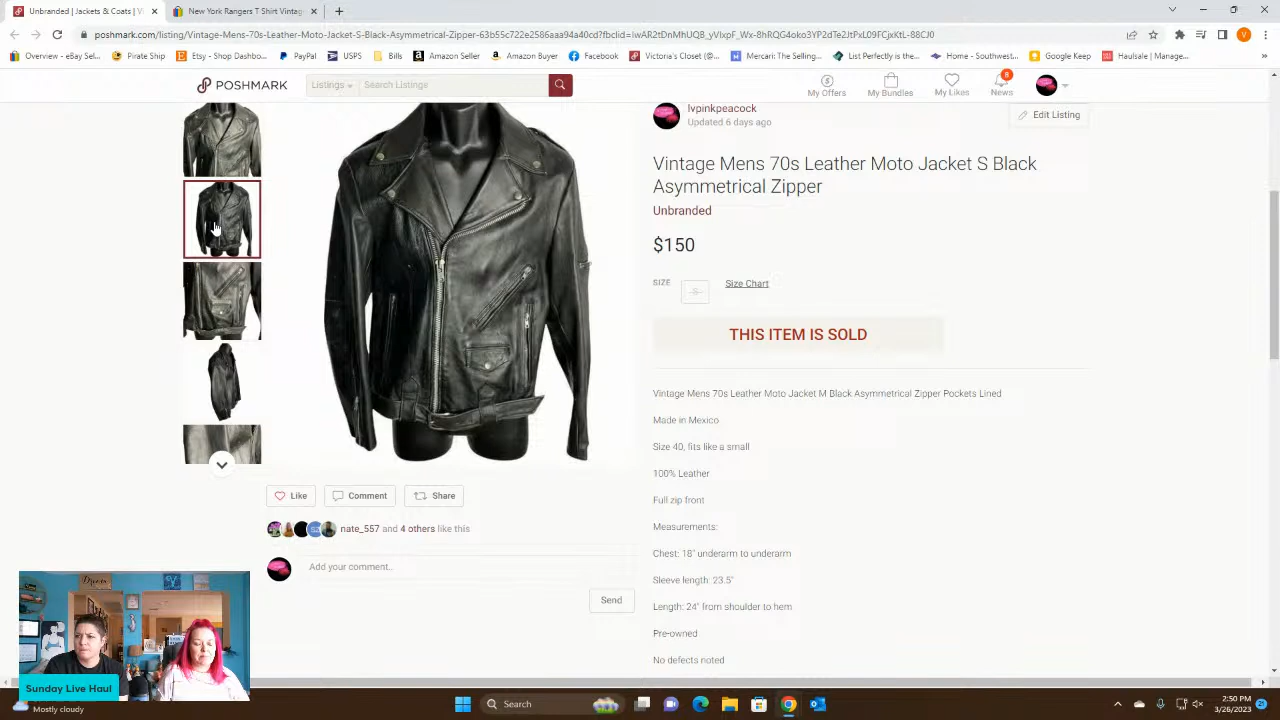 Unbranded | Jackets & Coats | Vi
New York Rangers T Shirt Vintag
poshmark.com/listing/Vintage-Mens-70s-Leather-Moto-Jacket-S-Black-Asymmetrical-Zipper-63b55c722e2586aaa94a40cd?fbclid=IwAR2tDnMhUQB_yVlxpF_Wx-8hRQG4oko3YP2dTe2JtPxL09FCjxKtL-88CJ0
Overview - eBay Sel...
Pirate Ship
Etsy - Shop Dashbo...
PayPal
USPS
Bills
Amazon Seller
Amazon Buyer
Facebook
Victoria's Closet (@...
Mercari: The Selling...
List Perfectly is the...
Home - Southwest...
Google Keep
Haulsale | Manage...
POSHMARK
Listings
Search Listings
My Offers
My Bundles
My Likes
8
News
lvpinkpeacock
Updated 6 days ago
Edit Listing
Vintage Mens 70s Leather Moto Jacket S Black
Asymmetrical Zipper
Unbranded
$150
SIZE
S
Size Chart
THIS ITEM IS SOLD
Vintage Mens 70s Leather Moto Jacket M Black Asymmetrical Zipper Pockets Lined
Made in Mexico
Size 40, fits like a small
100% Leather
Full zip front
Measurements:
Chest: 18" underarm to underarm
Sleeve length: 23.5"
Length: 24" from shoulder to hem
Pre-owned
No defects noted
Like
Comment
Share
nate_557 and 4 others like this
Add your comment..
Send
Sunday Live Haul
Mostly cloudy
Search
2:50 PM
3/26/2023